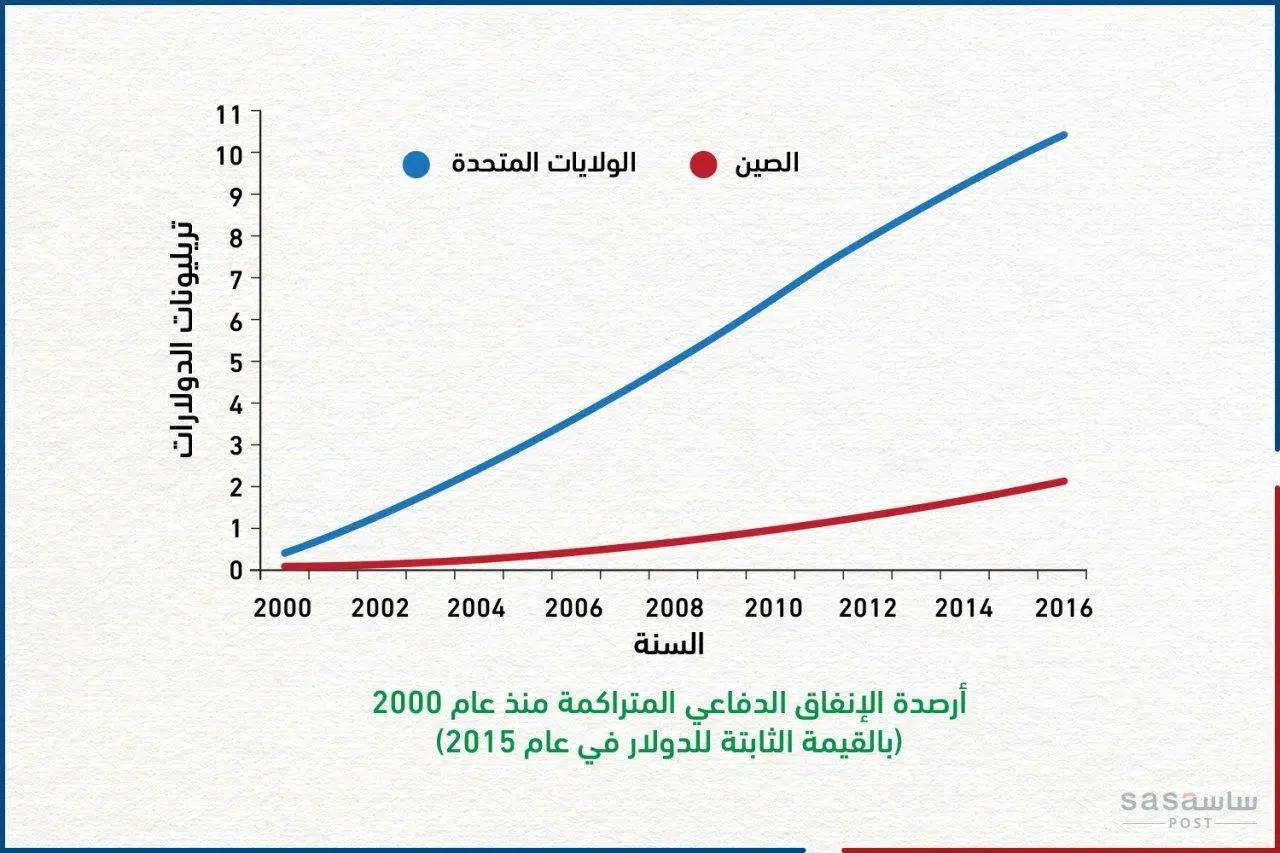 11
10
9
8
7
6
5
4
3
2
1
0
تريليونات الدولارات
الصين
الولايات المتحدة
2000 2002 2004 2006 2008 2010 2012 2014 2016
السنة
أرصدة الإنفاق الدفاعي المتراكمة منذ عام 2000
(بالقيمة الثابتة للدولار في عام 2015)
sasa ساسة
POST